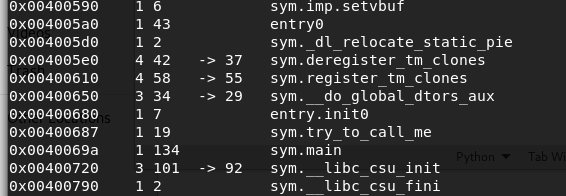 0x00400590 1 6 sym.imp.setvbuf
0x004005a0 1 43 entry0
0x004005d0 1 2 sym._dl_relocate_static_pie
0x004005e0 4 42 -> 37 sym.deregister_tm_clones
0x00400610 4 58 -> 55 sym.register_tm_clones
0x00400650 3 34 -> 29 sym.__do_global_dtors_aux
0x00400680 1 7 entry.init0
0x00400687 1 19 sym.try_to_call_me
0x0040069a 1 134 sym.main
0x00400720 3 101 -> 92 sym.__libc_csu_init
0x00400790 1 2 sym.__libc_csu_fini
Python